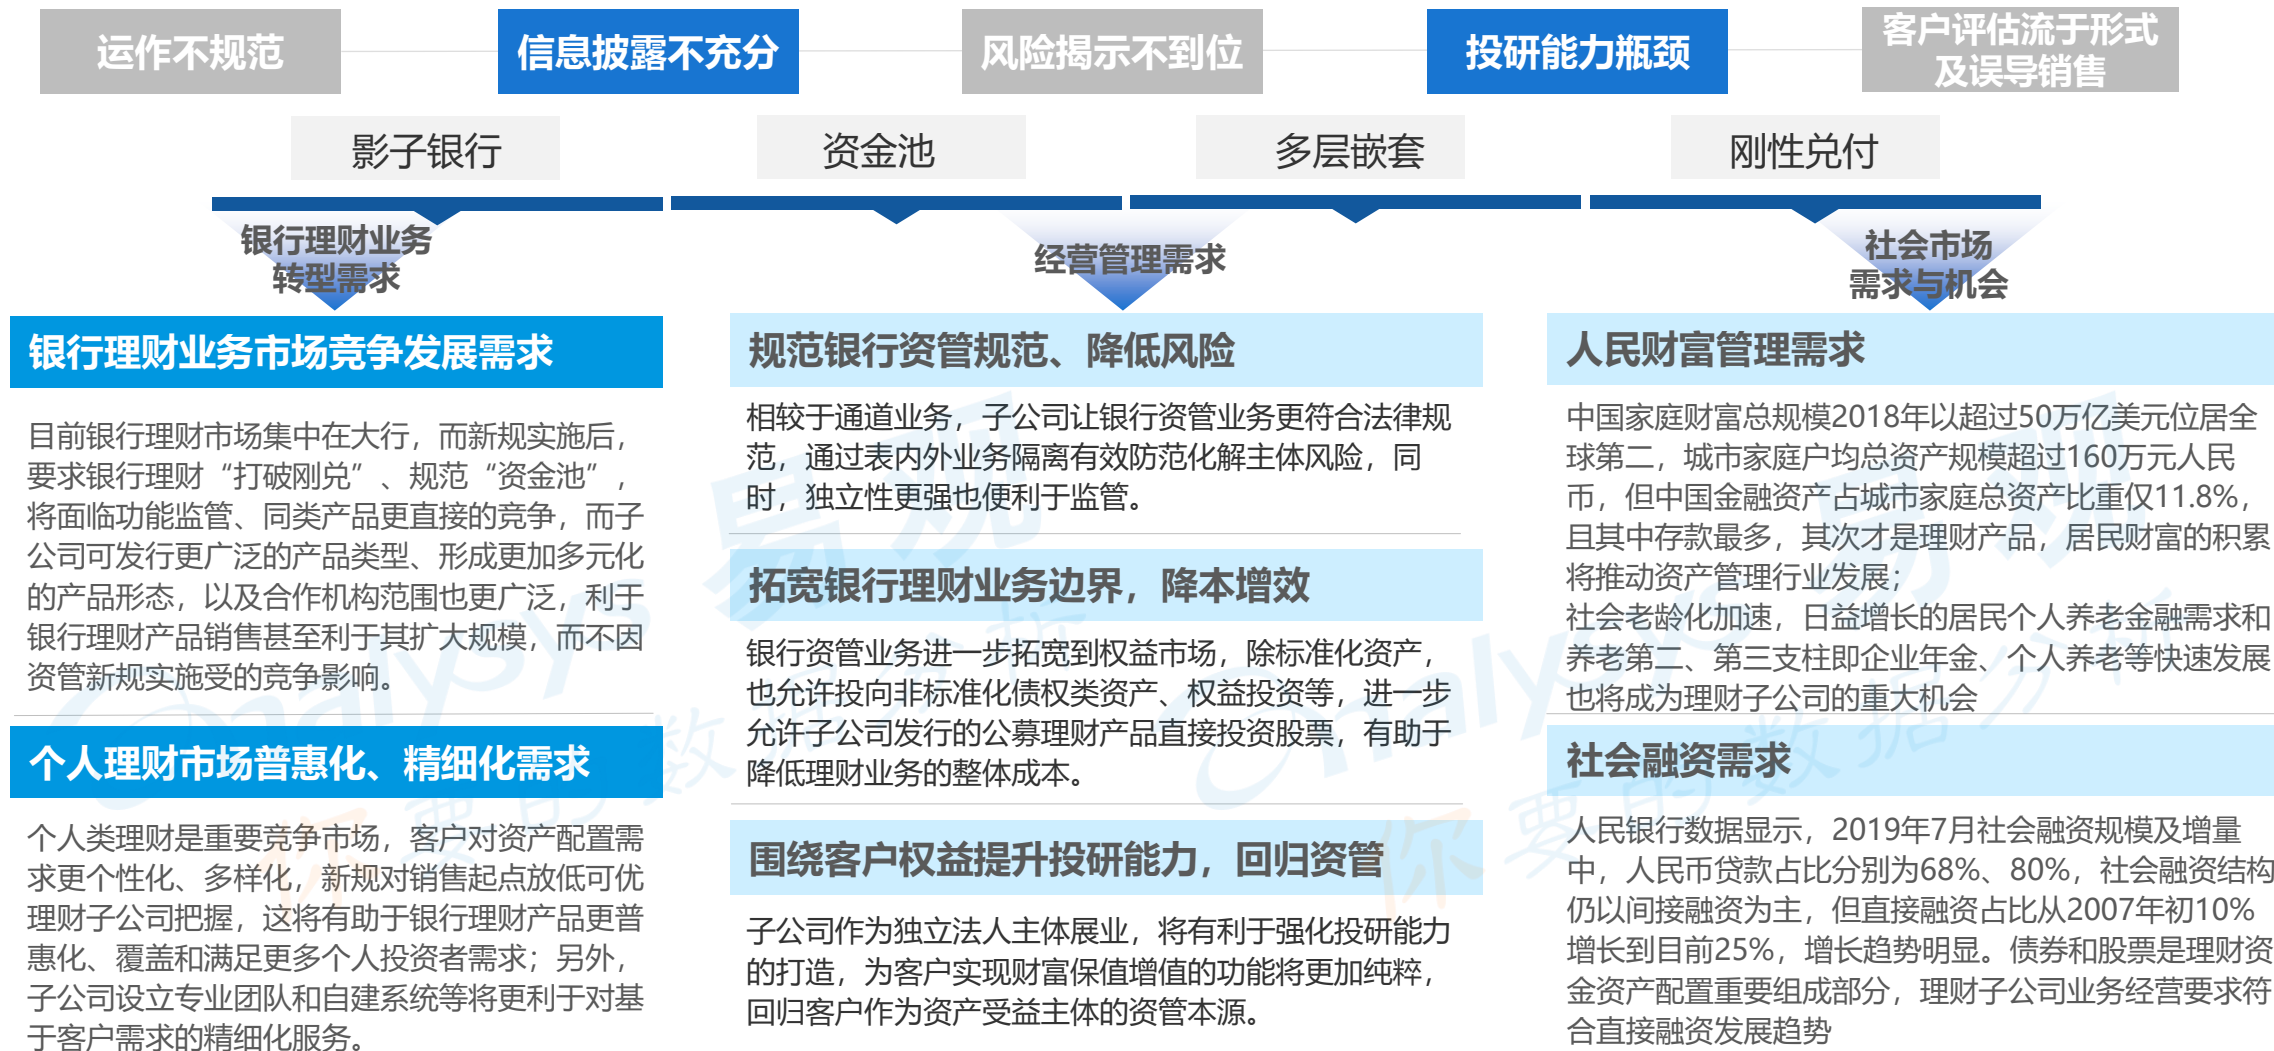 运作不规范
信息披露不充分
风险揭示不到位
投研能力瓶颈
客户评估流于形式
及误导销售
影子银行
资金池
多层嵌套
刚性兑付
银行理财业务
转型需求
经营管理需求
社会市场
需求与机会
银行理财业务市场竞争发展需求
目前银行理财市场集中在大行，而新规实施后，
要求银行理财“打破刚兑”、规范“资金池”，
将面临功能监管、同类产品更直接的竞争，而子
公司可发行更广泛的产品类型、形成更加多元化
的产品形态，以及合作机构范围也更广泛，利于
银行理财产品销售甚至利于其扩大规模，而不因
资管新规实施受的竞争影响。
个人理财市场普惠化、精细化需求
个人类理财是重要竞争市场，客户对资产配置需
求更个性化、多样化，新规对销售起点放低可优
理财子公司把握，这将有助于银行理财产品更普
惠化、覆盖和满足更多个人投资者需求；另外，
子公司设立专业团队和自建系统等将更利于对基
于客户需求的精细化服务。
规范银行资管规范、降低风险
相较于通道业务，子公司让银行资管业务更符合法律规
范，通过表内外业务隔离有效防范化解主体风险，同
时，独立性更强也便利于监管。
拓宽银行理财业务边界，降本增效
银行资管业务进一步拓宽到权益市场，除标准化资产，
也允许投向非标准化债权类资产、权益投资等，进一步
允许子公司发行的公募理财产品直接投资股票，有助于
降低理财业务的整体成本。
围绕客户权益提升投研能力，回归资管
子公司作为独立法人主体展业，将有利于强化投研能力
的打造，为客户实现财富保值增值的功能将更加纯粹，
回归客户作为资产受益主体的资管本源。
人民财富管理需求
中国家庭财富总规模2018年以超过50万亿美元位居全
球第二，城市家庭户均总资产规模超过160万元人民
币，但中国金融资产占城市家庭总资产比重仅11.8%，
且其中存款最多，其次才是理财产品，居民财富的积累
将推动资产管理行业发展；
社会老龄化加速，日益增长的居民个人养老金融需求和
养老第二、第三支柱即企业年金、个人养老等快速发展
也将成为理财子公司的重大机会
社会融资需求
人民银行数据显示，2019年7月社会融资规模及增量
中，人民币贷款占比分别为68%、80%，社会融资结构
仍以间接融资为主，但直接融资占比从2007年初10%
增长到目前25%，增长趋势明显。债券和股票是理财资
金资产配置重要组成部分，理财子公司业务经营要求符
合直接融资发展趋势
analysys 易观
你要的数据分析
analysys 易观
你要的数据分析